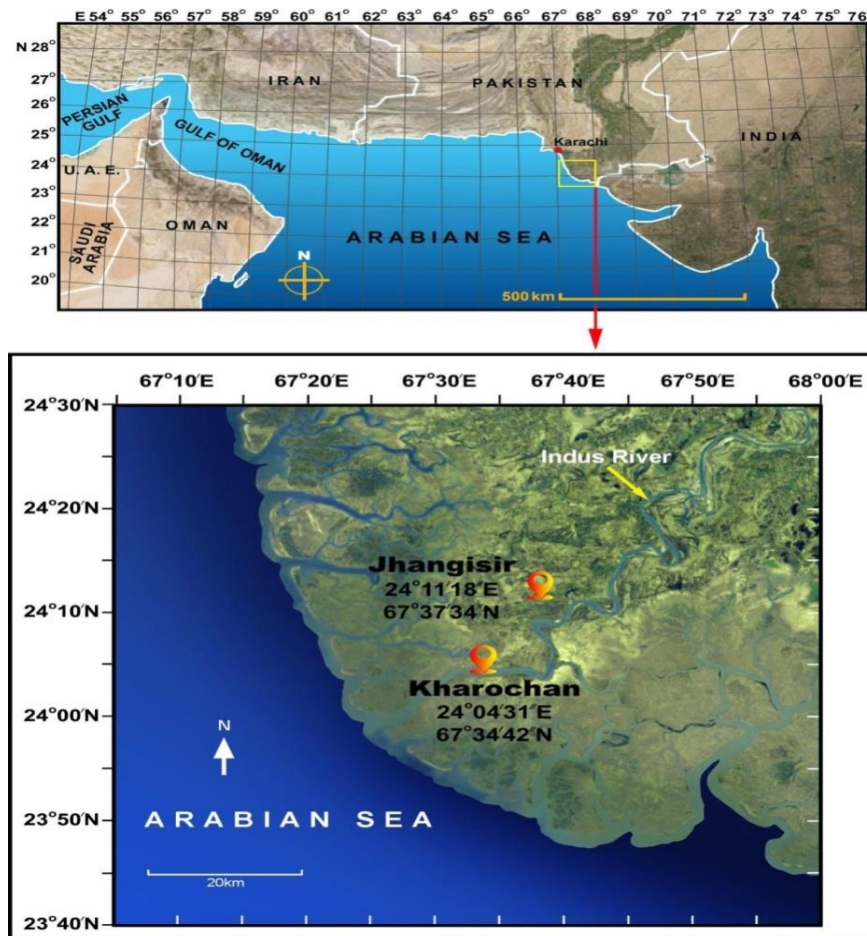 E 54° 55° 56° 57° 58° 59° 60° 61° 62° 63° 64° 65° 66° 67° 68° 69° 70° 71° 72° 73° 74° 75° 76
N 28°
27°
26°
25°
24°
23°
22°
21°
20°
IRAN
PAKISTAN
PERSIAN
GULF
GULF OF OMAN
Karachi
INDIA
U.A.E.
OMAN
SAUDI
ARABIA
ARABIAN SEA
N
500 km
67°10'E 67°20'E 67°30'E 67°40'E 67°50'E 68°00'E
24°30'N
24°20'N
24°10'N
24°00'N
23°50'N
23°40'N
Indus River
Jhangisir
24°11'18"E
67°37'34"N
Kharochan
24°04'31"E
67°34'42"N
N
ARABIAN SEA
20km